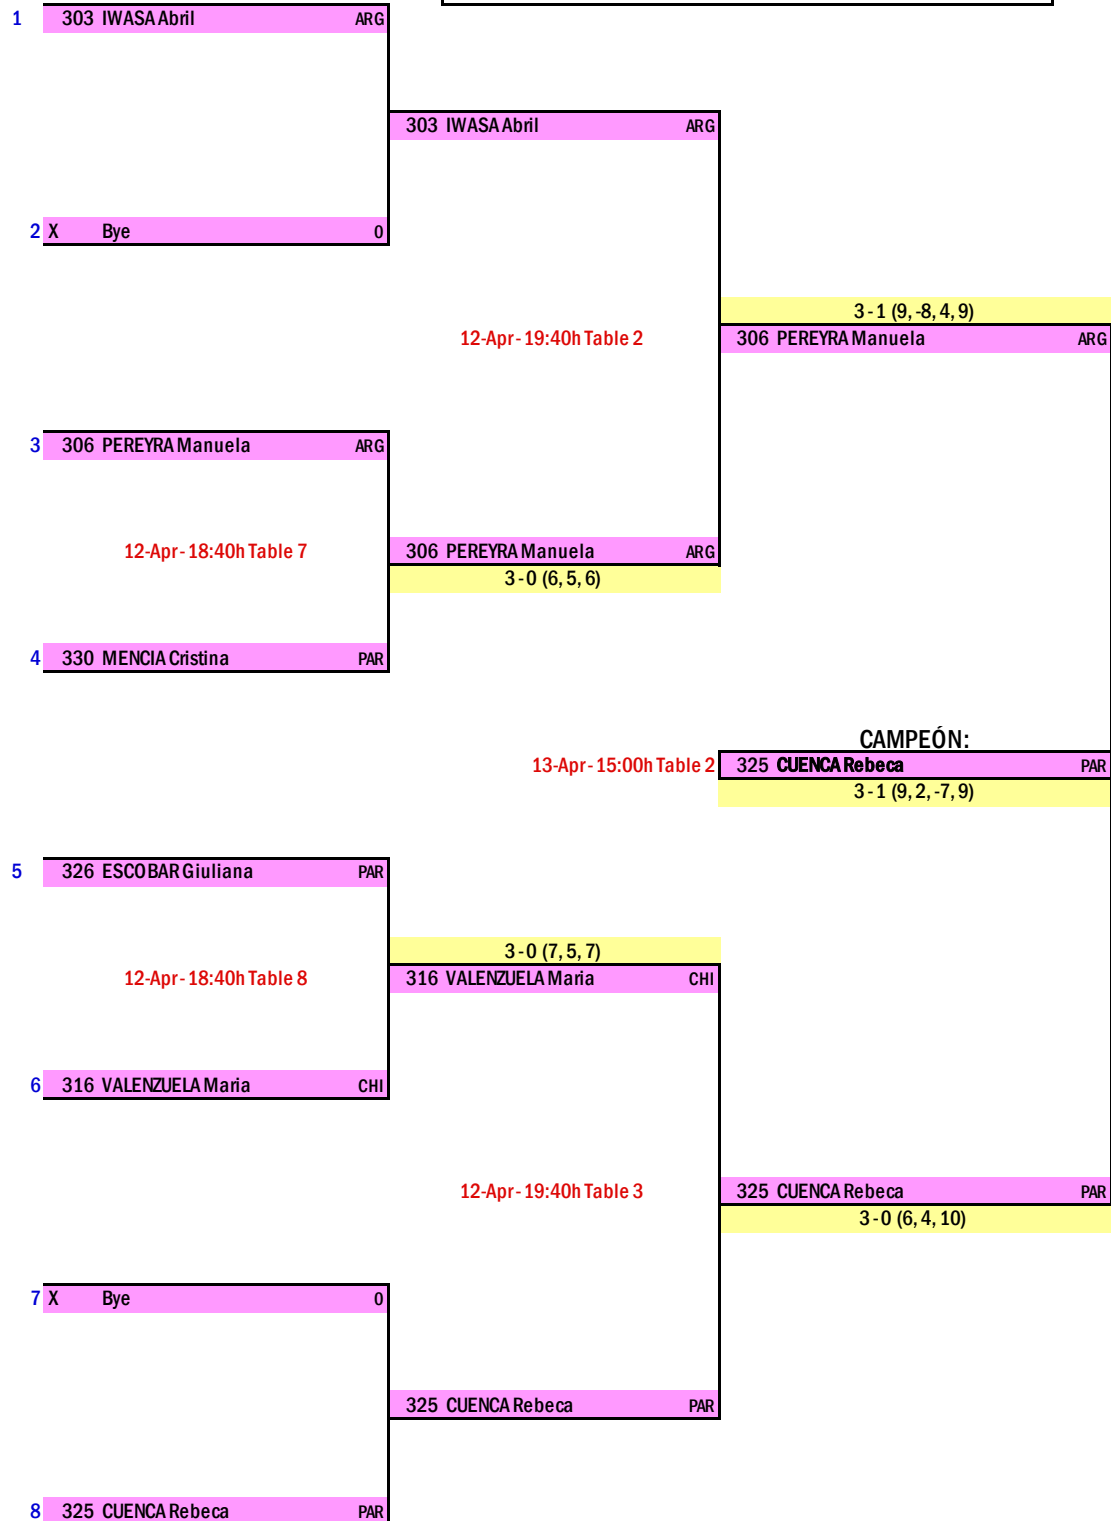 1 303 IWASA Abril ARG
303 IWASA Abril ARG
2 X Bye 0
3 - 1 (9, -8, 4, 9)
12-Apr - 19:40h Table 2 306 PEREYRA Manuela ARG
3 306 PEREYRA Manuela ARG
12-Apr - 18:40h Table 7 306 PEREYRA Manuela ARG
3 - 0 (6, 5, 6)
4 330 MENCIA Cristina PAR
CAMPEÓN:
13-Apr - 15:00h Table 2 325 CUENCA Rebeca PAR
3 - 1 (9, 2, -7, 9)
5 326 ESCOBAR Giuliana PAR
3 - 0 (7, 5, 7)
12-Apr - 18:40h Table 8 316 VALENZUELA Maria CHI
6 316 VALENZUELA Maria CHI
12-Apr - 19:40h Table 3 325 CUENCA Rebeca PAR
3 - 0 (6, 4, 10)
7 X Bye 0
325 CUENCA Rebeca PAR
8 325 CUENCA Rebeca PAR